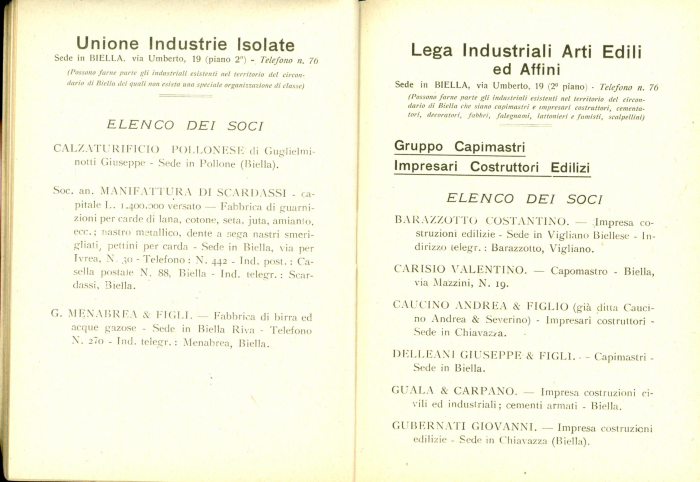 Unione Industrie Isolate
Sede in BIELLA, via Umberto, 19 (piano 2º) - Telefono n. 76
(Possono farne parte gli industriali esistenti nel territorio del circon-
dario di Biella dei quali non esista una speciale organizzazione di classe)
ELENCO DEI SOCI
CALZATURIFICIO POLLONESE di Guglielmi-
notti Giuseppe - Sede in Pollone (Biella).
Soc. an. MANIFATTURA DI SCARDASSI - ca-
pitale L. 1.400.000 versato — Fabbrica di guarni-
zioni per carde di lana, cotone, seta, juta, amianto,
ecc.; nastro metallico, dente a sega nastri smeri-
gliati, pettini per carda - Sede in Biella, via per
Ivrea, N. 30 - Telefono: N. 442 - Ind. post.: Ca-
sella postale N. 88, Biella - Ind. telegr.: Scar-
dassi, Biella.
G. MENABREA & FIGLI. — Fabbrica di birra ed
acque gazose - Sede in Biella Riva - Telefono
N. 270 - Ind. telegr.: Menabrea, Biella.
Lega Industriali Arti Edili
ed Affini
Sede in BIELLA, via Umberto, 19 (2º piano) - Telefono n. 76
(Possono farne parte gli industriali esistenti nel territorio del circon-
dario di Biella che siano capimastri e impresari costruttori, cementa-
tori, decoratori, fabbri, falegnami, lattonieri e fumisti, scalpellini)
Gruppo Capimastri
Impresari Costruttori Edilizi
ELENCO DEI SOCI
BARAZZOTTO COSTANTINO. — Impresa co-
struzioni edilizie - Sede in Vigliano Biellese - In-
dirizzo telegr.: Barazzotto, Vigliano.
CARISIO VALENTINO. — Capomastro - Biella,
via Mazzini, N. 19.
CAUCINO ANDREA & FIGLIO (già ditta Cauci-
no Andrea & Severino) - Impresari costruttori -
Sede in Chiavazza.
DELLEANI GIUSEPPE & FIGLI. - - Capimastri -
Sede in Biella.
GUALA & CARPANO. — Impresa costruzioni ci-
vili ed industriali; cementi armati - Biella.
GUBERNATI GIOVANNI. — Impresa costruzioni
edilizie - Sede in Chiavazza (Biella).